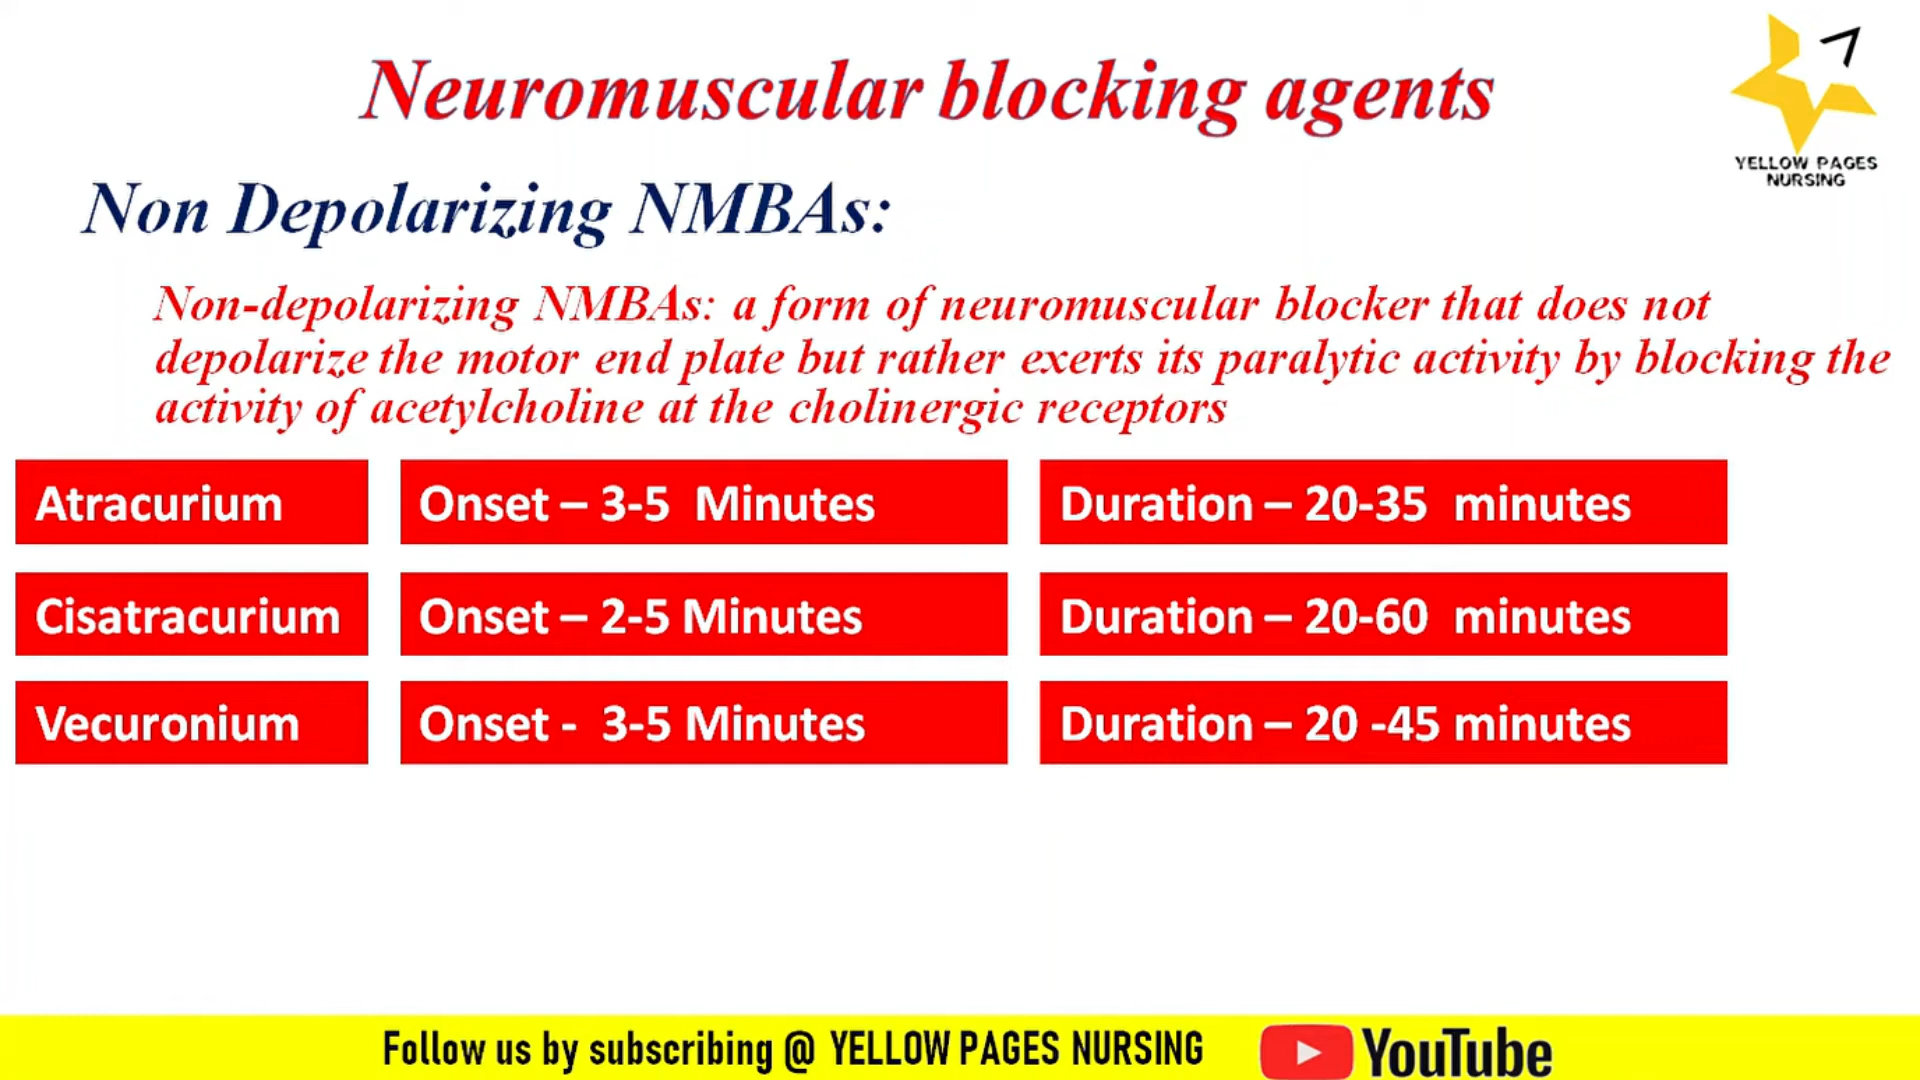 Neuromuscular blocking agents
YELLOW PAGES
NURSING
Non Depolarizing NMBAs:
Non-depolarizing NMBAs: a form of neuromuscular blocker that does not
depolarize the motor end plate but rather exerts its paralytic activity by blocking the
activity of acetylcholine at the cholinergic receptors
Atracurium Onset – 3-5 Minutes Duration – 20-35 minutes
Cisatracurium Onset – 2-5 Minutes Duration – 20-60 minutes
Vecuronium Onset - 3-5 Minutes Duration – 20 -45 minutes
Follow us by subscribing @ YELLOW PAGES NURSING YouTube